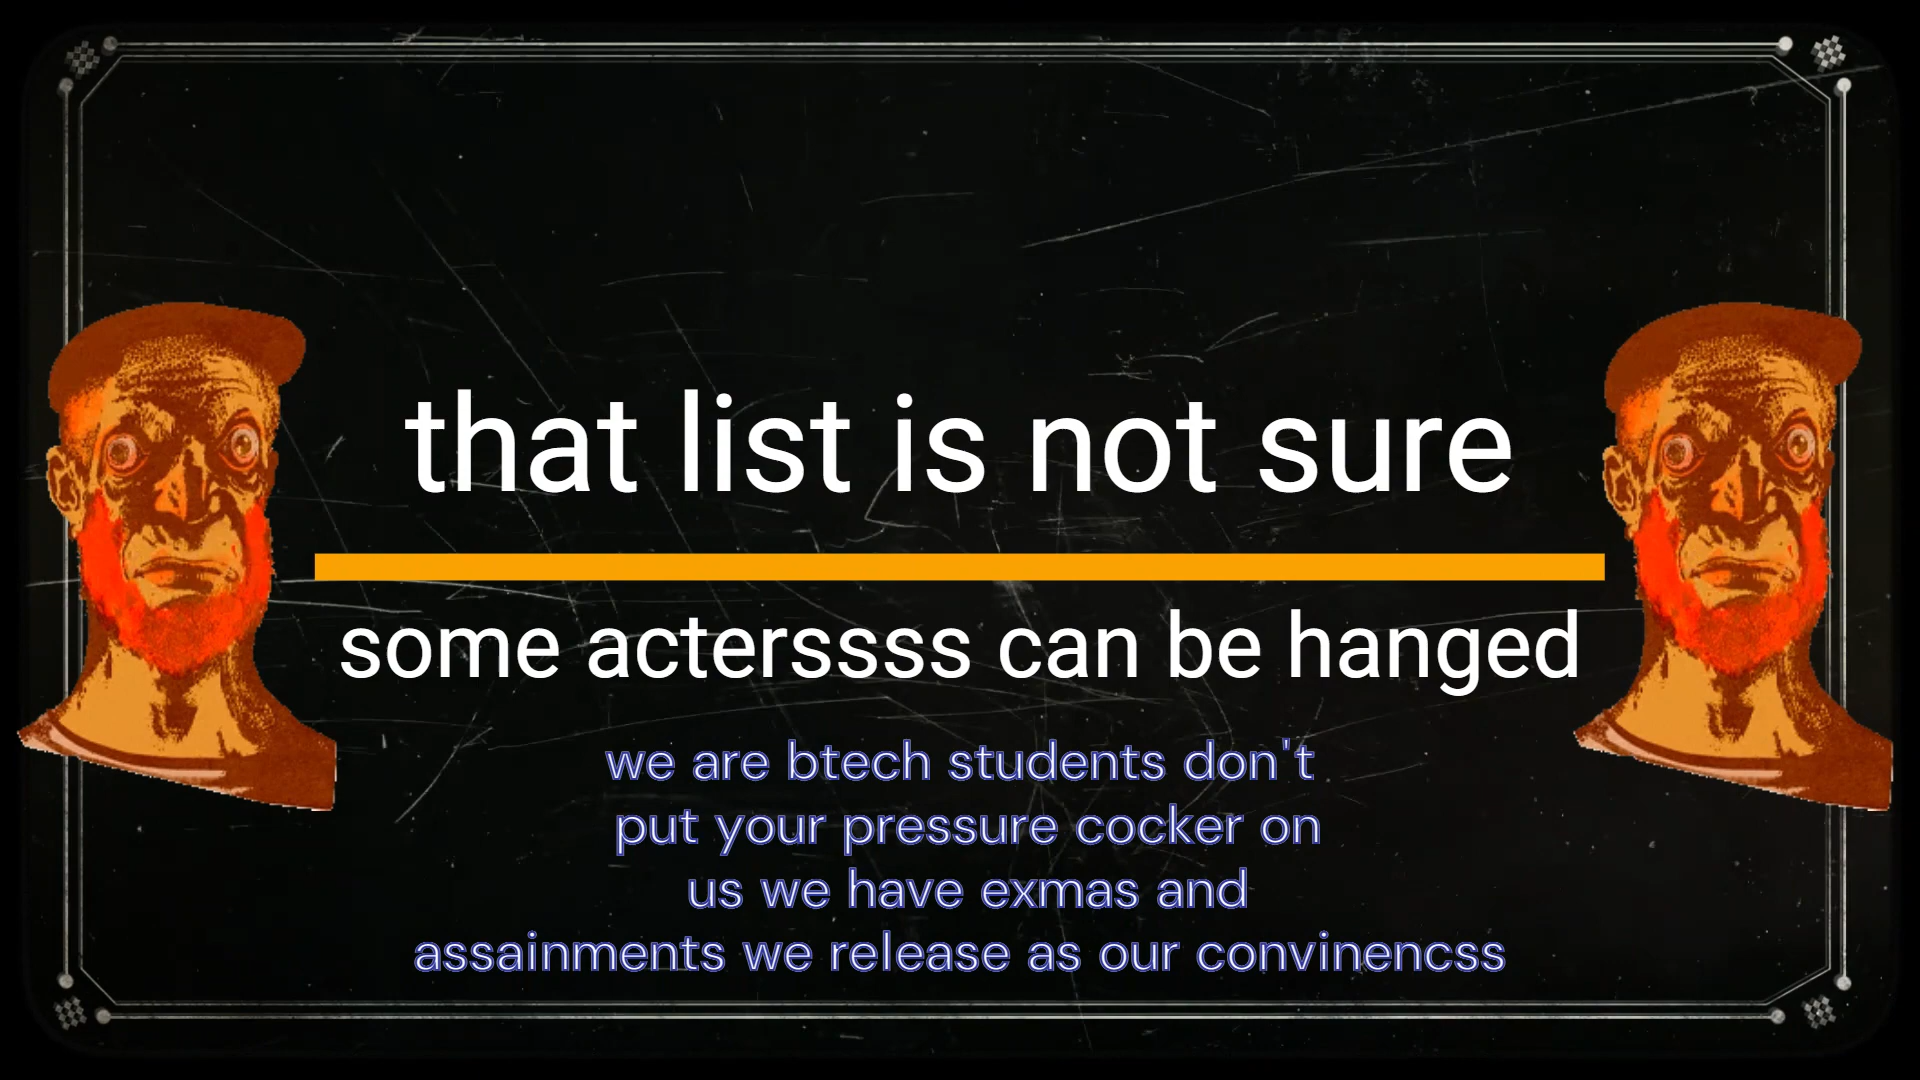 that list is not sure
some acterssss can be hanged
we are btech students don't
put your pressure cocker on
us we have exmas and
assainments we release as our convinencss